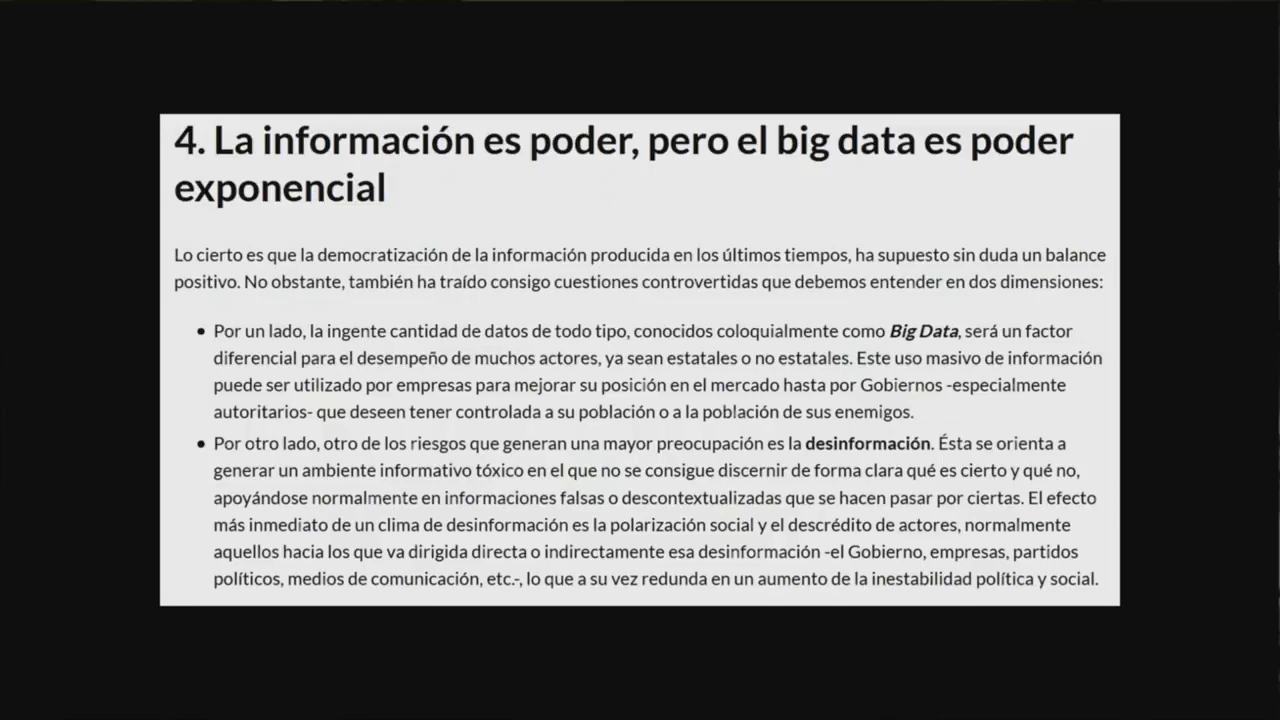 4. La información es poder, pero el big data es poder
exponencial
Lo cierto es que la democratización de la información producida en los últimos tiempos, ha supuesto sin duda un balance
positivo. No obstante, también ha traído consigo cuestiones controvertidas que debemos entender en dos dimensiones:
• Por un lado, la ingente cantidad de datos de todo tipo, conocidos coloquialmente como Big Data, será un factor
diferencial para el desempeño de muchos actores, ya sean estatales o no estatales. Este uso masivo de información
puede ser utilizado por empresas para mejorar su posición en el mercado hasta por Gobiernos -especialmente
autoritarios- que deseen tener controlada a su población o a la población de sus enemigos.
• Por otro lado, otro de los riesgos que generan una mayor preocupación es la desinformación. Ésta se orienta a
generar un ambiente informativo tóxico en el que no se consigue discernir de forma clara qué es cierto y qué no,
apoyándose normalmente en informaciones falsas o descontextualizadas que se hacen pasar por ciertas. El efecto
más inmediato de un clima de desinformación es la polarización social y el descrédito de actores, normalmente
aquellos hacia los que va dirigida directa o indirectamente esa desinformación -el Gobierno, empresas, partidos
políticos, medios de comunicación, etc.-, lo que a su vez redunda en un aumento de la inestabilidad política y social.